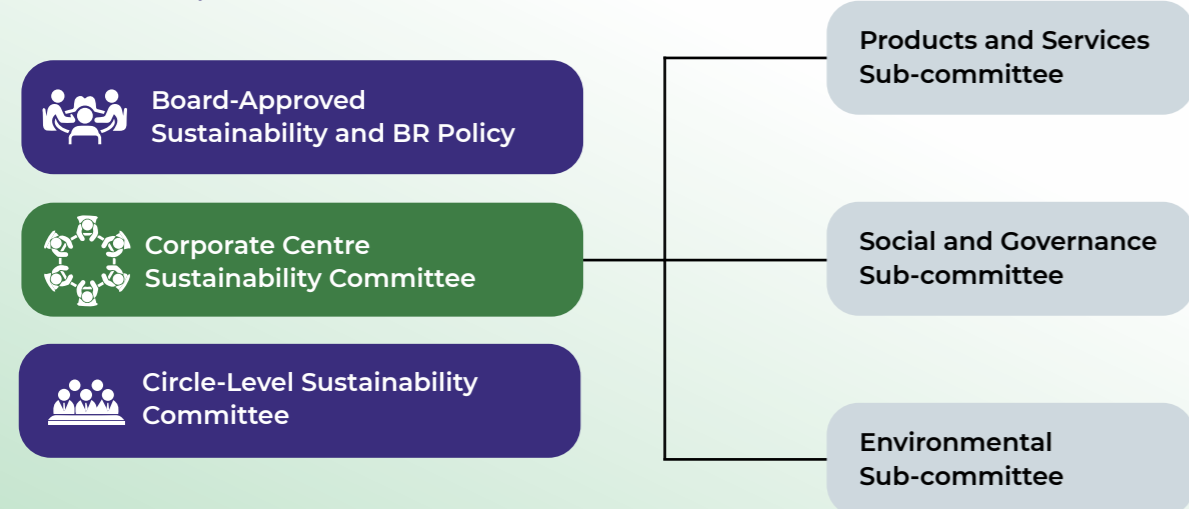 Board-Approved
Sustainability and BR Policy
Corporate Centre
Sustainability Committee
Circle-Level Sustainability
Committee
Products and Services
Sub-committee
Social and Governance
Sub-committee
Environmental
Sub-committee